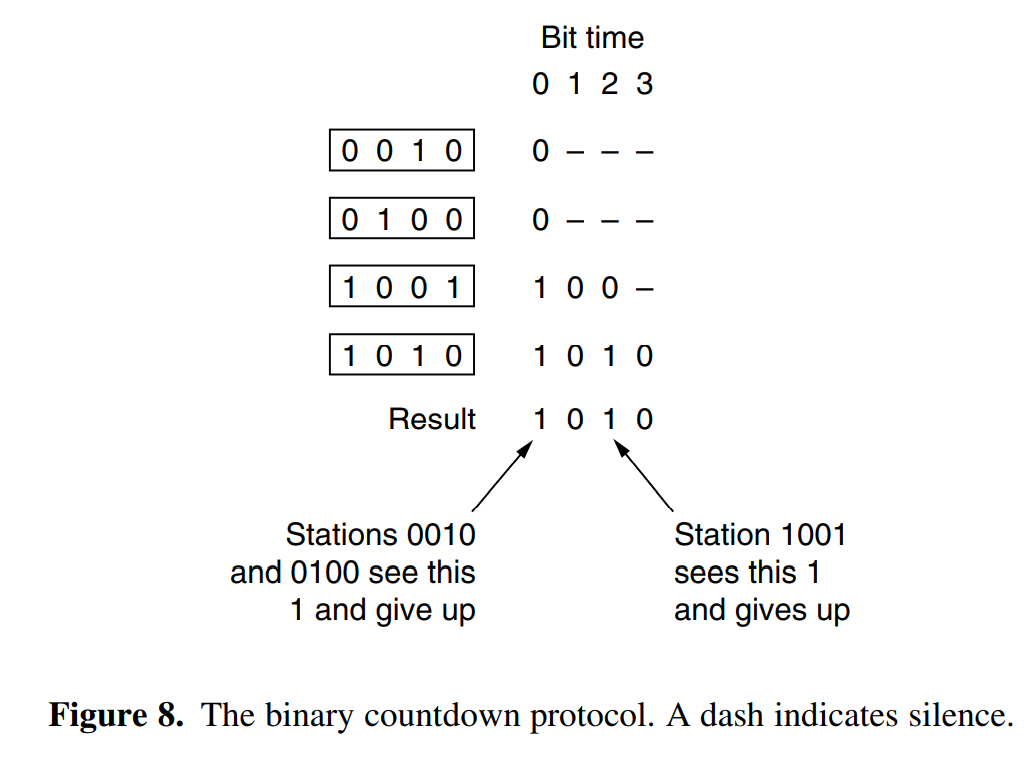 Bit time
0 1 2 3
0 0 1 0 0 – – –
0 1 0 0 0 – – –
1 0 0 1 1 0 0 –
1 0 1 0 1 0 1 0
Result 1 0 1 0
Stations 0010
and 0100 see this
1 and give up
Station 1001
sees this 1
and gives up
Figure 8. The binary countdown protocol. A dash indicates silence.